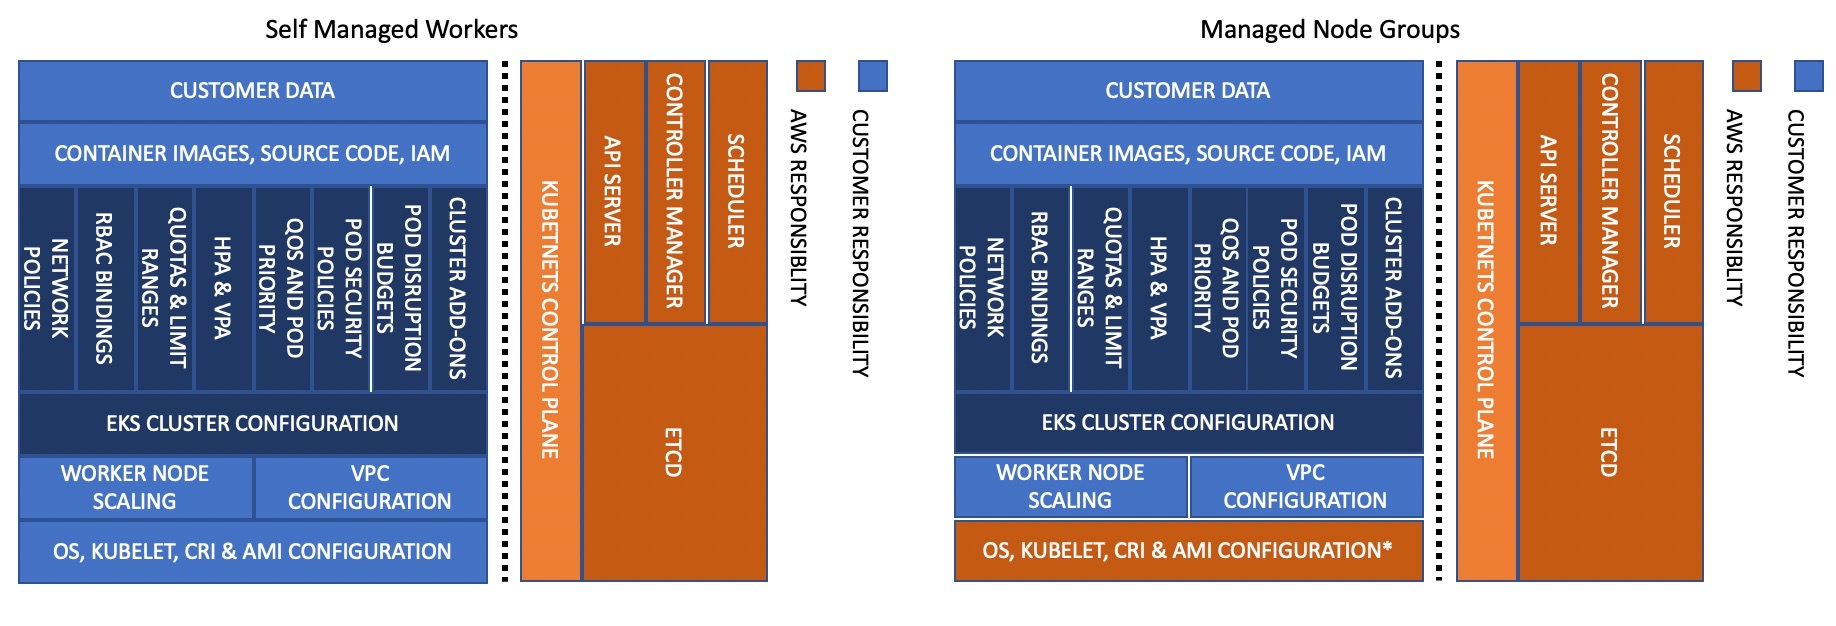 Self Managed Workers
CUSTOMER DATA
CONTAINER IMAGES, SOURCE CODE, IAM
NETWORK
POLICIES
RBAC BINDINGS
QUOTAS & LIMIT
RANGES
HPA & VPA
QOS AND POD
PRIORITY
POD SECURITY
POLICIES
POD DISRUPTION
BUDGETS
CLUSTER ADD-ONS
EKS CLUSTER CONFIGURATION
WORKER NODE
SCALING
VPC
CONFIGURATION
OS, KUBELET, CRI & AMI CONFIGURATION
KUBETNETS CONTROL PLANE
API SERVER
CONTROLLER MANAGER
SCHEDULER
ETCD
AWS RESPONSIBLITY
CUSTOMER RESPONSIBILITY
Managed Node Groups
CUSTOMER DATA
CONTAINER IMAGES, SOURCE CODE, IAM
NETWORK
POLICIES
RBAC BINDINGS
QUOTAS & LIMIT
RANGES
HPA & VPA
QOS AND POD
PRIORITY
POD SECURITY
POLICIES
POD DISRUPTION
BUDGETS
CLUSTER ADD-ONS
EKS CLUSTER CONFIGURATION
WORKER NODE
SCALING
VPC
CONFIGURATION
OS, KUBELET, CRI & AMI CONFIGURATION*
KUBETNETS CONTROL PLANE
API SERVER
CONTROLLER MANAGER
SCHEDULER
ETCD
AWS RESPONSIBLITY
CUSTOMER RESPONSIBILITY